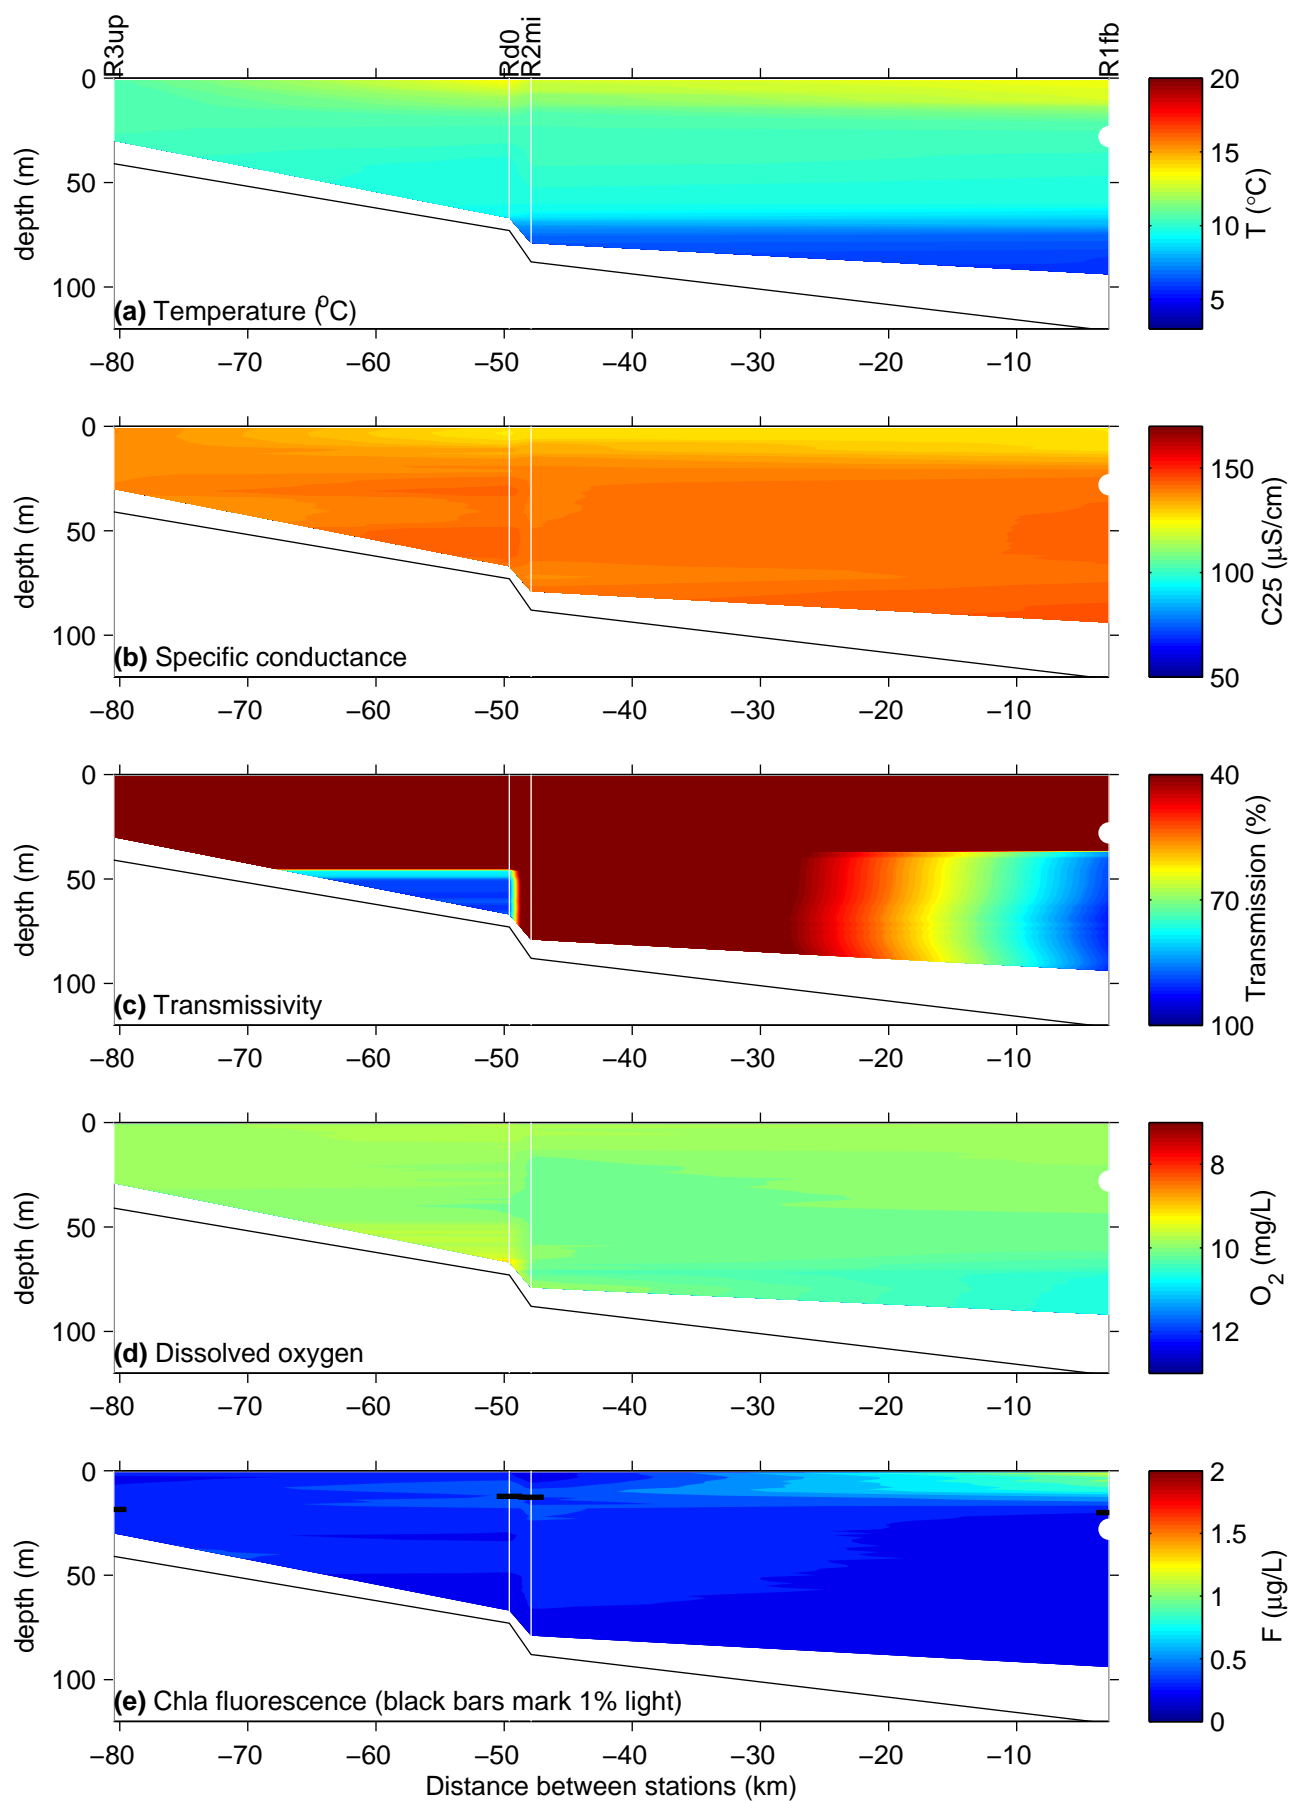 R3up Rd0 R2mi R1fb
0
50
100
depth (m)
(a) Temperature (ºC)
−80 −70 −60 −50 −40 −30 −20 −10
20
15
10
5
T (°C)
0
50
100
depth (m)
(b) Specific conductance
−80 −70 −60 −50 −40 −30 −20 −10
150
100
50
C25 (µS/cm)
0
50
100
depth (m)
(c) Transmissivity
−80 −70 −60 −50 −40 −30 −20 −10
40
70
100
Transmission (%)
0
50
100
depth (m)
(d) Dissolved oxygen
−80 −70 −60 −50 −40 −30 −20 −10
8
10
12
O2 (mg/L)
0
50
100
depth (m)
(e) Chla fluorescence (black bars mark 1% light)
−80 −70 −60 −50 −40 −30 −20 −10
2
1.5
1
0.5
0
F (µg/L)
Distance between stations (km)